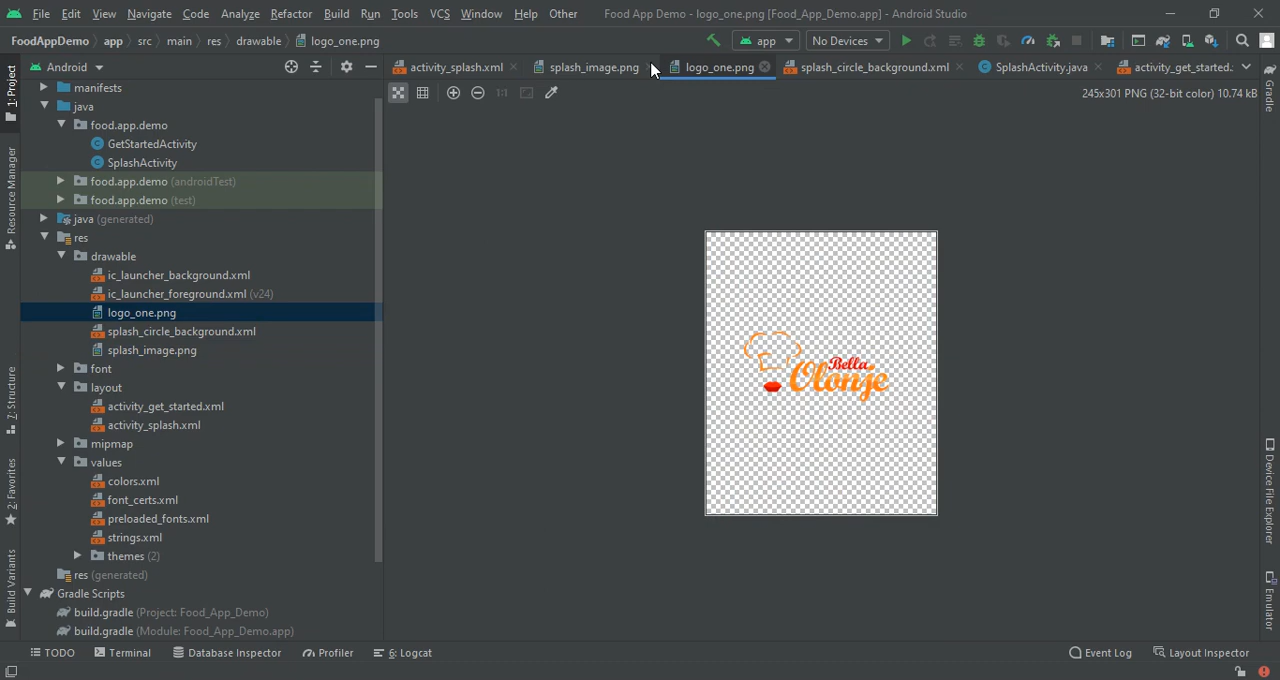 File Edit View Navigate Code Analyze Refactor Build Run Tools VCS Window Help Other Food App Demo - logo_one.png [Food_App_Demo.app] - Android Studio
FoodAppDemo app src main res drawable logo_one.png app No Devices
Android activity_splash.xml splash_image.png logo_one.png splash_circle_background.xml SplashActivity.java activity_get_started.:
1:1 245x301 PNG (32-bit color) 10.74 kB
manifests
java
food.app.demo
GetStartedActivity
SplashActivity
food.app.demo (androidTest)
food.app.demo (test)
java (generated)
res
drawable
ic_launcher_background.xml
ic_launcher_foreground.xml (v24)
logo_one.png
splash_circle_background.xml
splash_image.png
font
layout
activity_get_started.xml
activity_splash.xml
mipmap
values
colors.xml
font_certs.xml
preloaded_fonts.xml
strings.xml
themes (2)
res (generated)
Gradle Scripts
build.gradle (Project: Food_App_Demo)
build.gradle (Module: Food_App_Demo.app)
Bella
Olonje
1: Project
Resource Manager
7: Structure
2: Favorites
Build Variants
Gradle
Device File Explorer
Emulator
TODO Terminal Database Inspector Profiler 6: Logcat Event Log Layout Inspector